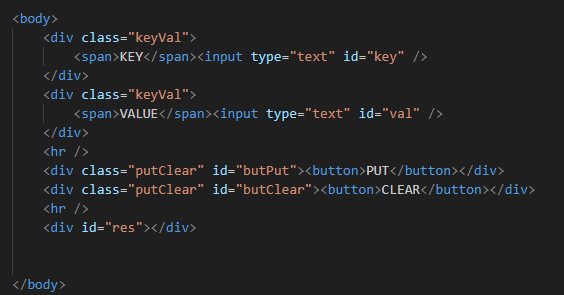 <body>
<div class="keyVal">
<span>KEY</span><input type="text" id="key" />
</div>
<div class="keyVal">
<span>VALUE</span><input type="text" id="val" />
</div>
<hr />
<div class="putClear" id="butPut"><button>PUT</button></div>
<div class="putClear" id="butClear"><button>CLEAR</button></div>
<hr />
<div id="res"></div>
</body>